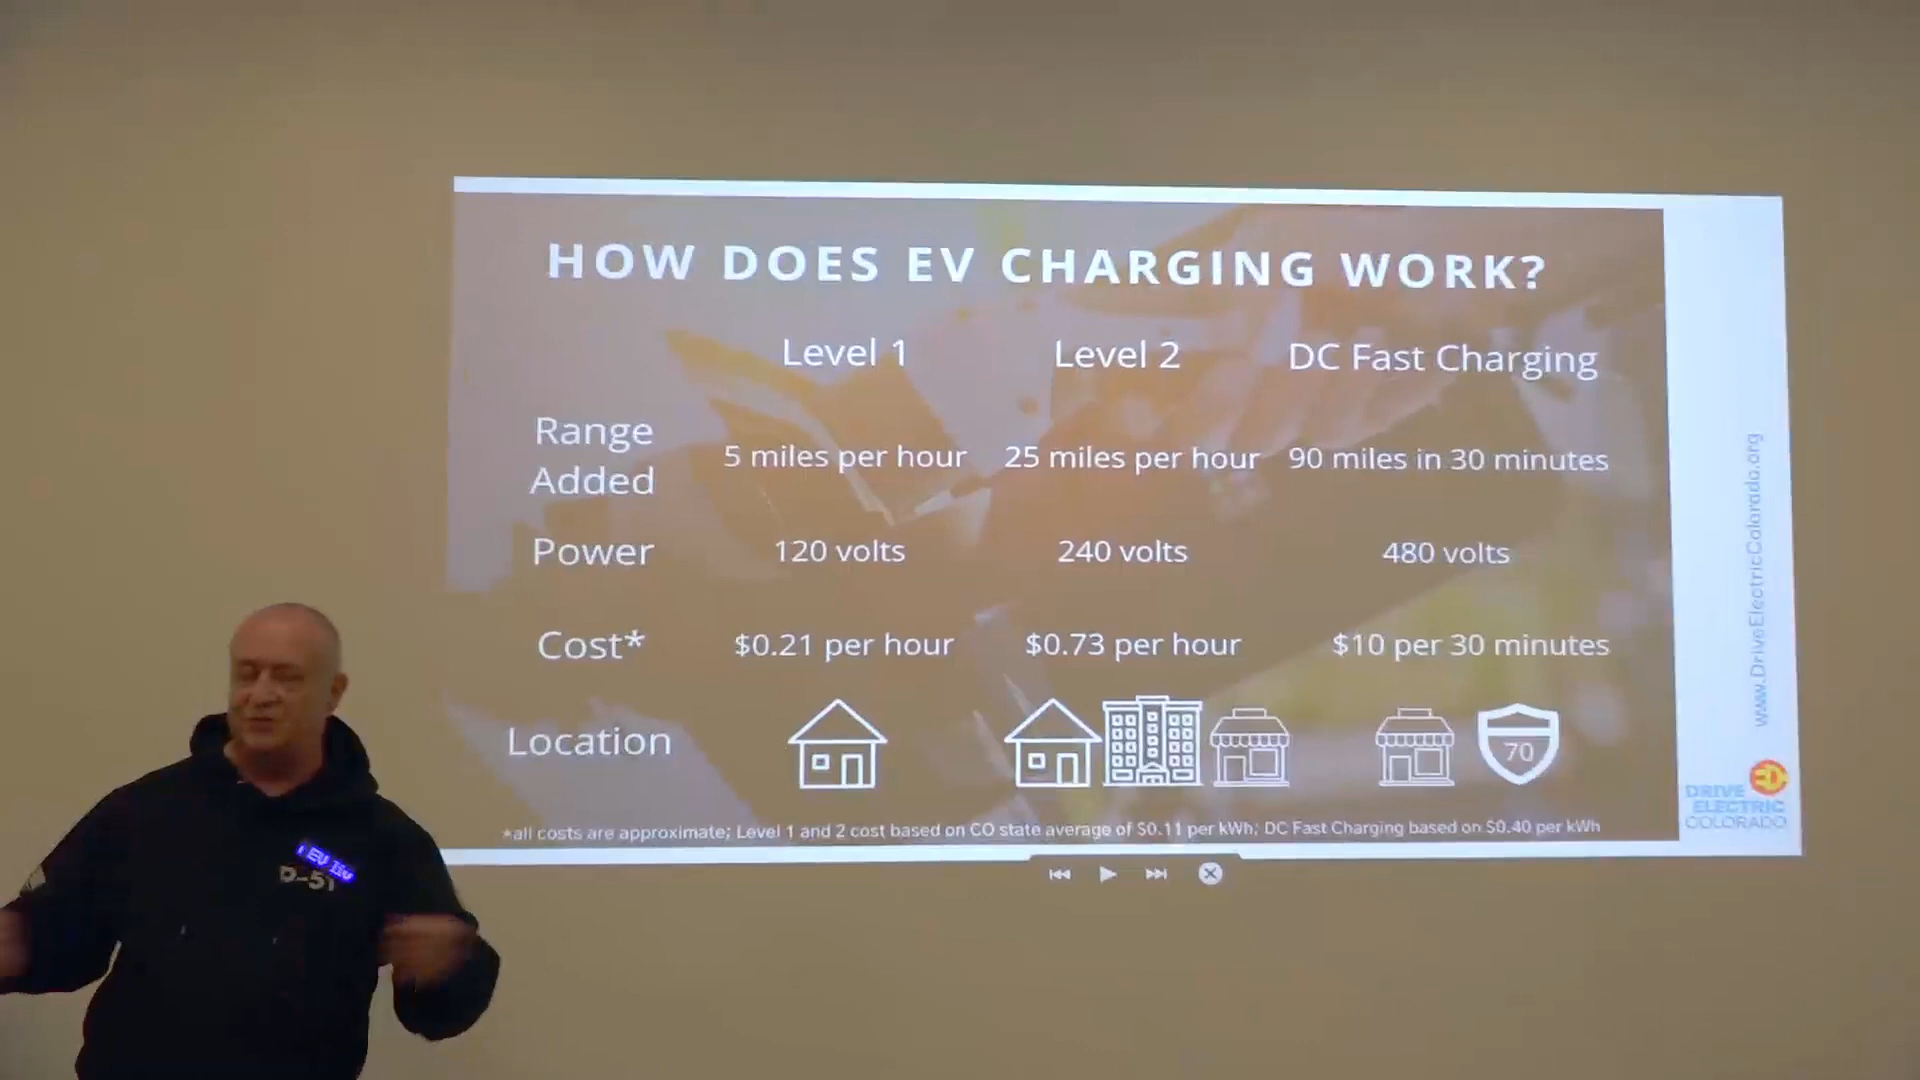 HOW DOES EV CHARGING WORK?
Level 1 Level 2 DC Fast Charging
Range
Added
5 miles per hour 25 miles per hour 90 miles in 30 minutes
Power 120 volts 240 volts 480 volts
Cost* $0.21 per hour $0.73 per hour $10 per 30 minutes
Location
70
*all costs are approximate; Level 1 and 2 cost based on CO state average of $0.11 per kWh; DC Fast Charging based on $0.40 per kWh
www.DriveElectricColorado.org
DRIVE
ELECTRIC
COLORADO
EV
D-51